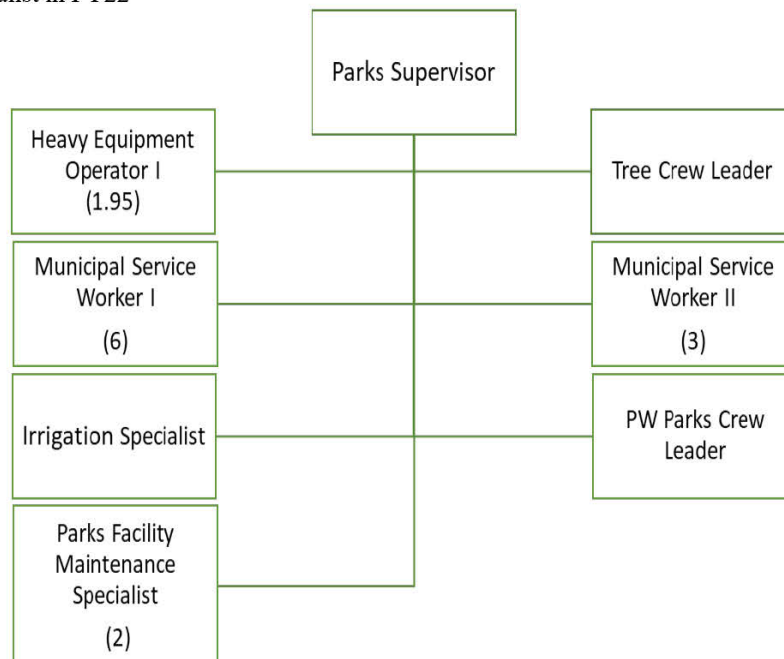 Parks Supervisor
Heavy Equipment
Operator I
(1.95)
Tree Crew Leader
Municipal Service
Worker I
(6)
Municipal Service
Worker II
(3)
Irrigation Specialist
PW Parks Crew
Leader
Parks Facility
Maintenance
Specialist
(2)